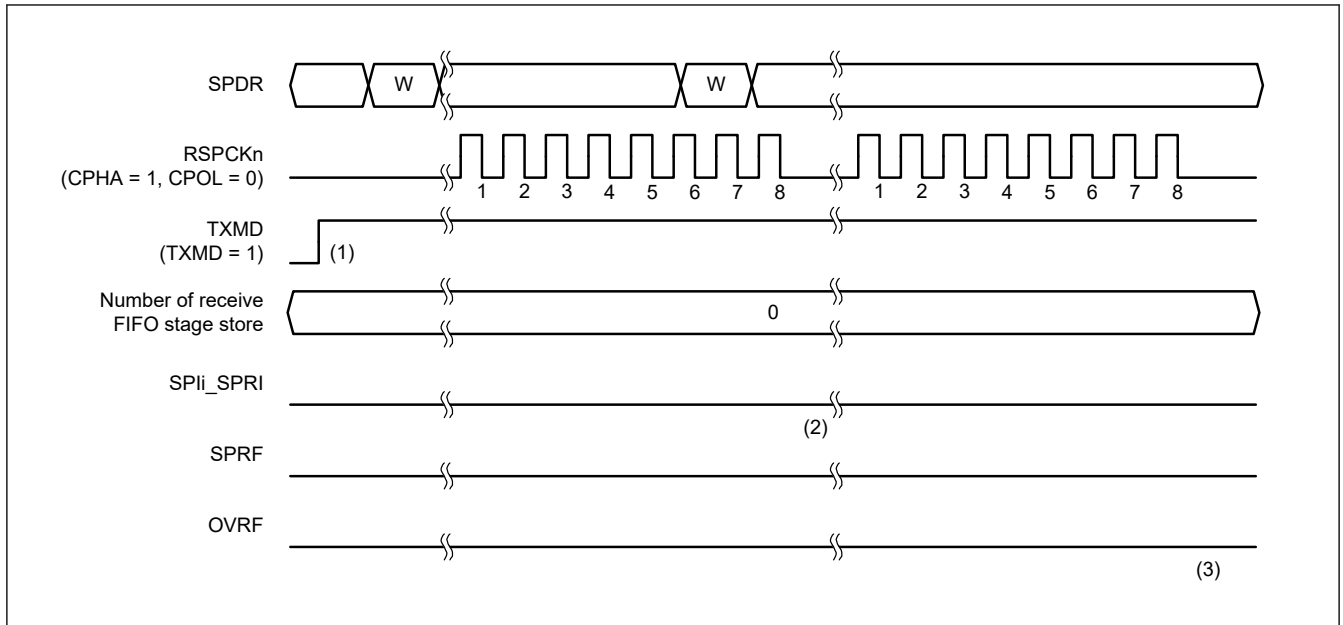 SPDR
W
W
RSPCKn
(CPHA = 1, CPOL = 0)
1 2 3 4 5 6 7 8
1 2 3 4 5 6 7 8
TXMD
(TXMD = 1)
(1)
Number of receive
FIFO stage store
0
SPIi_SPRI
(2)
SPRF
OVRF
(3)